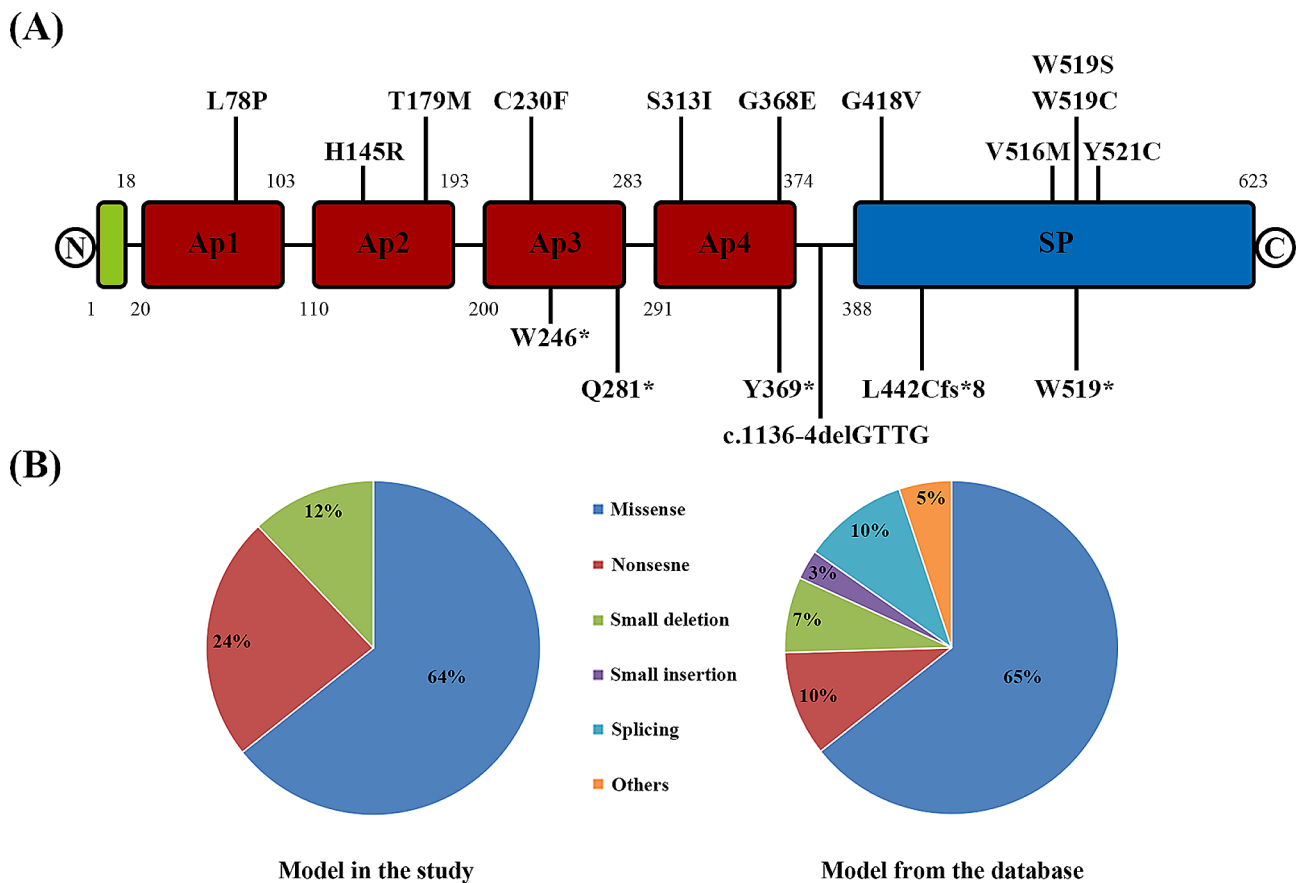 (A)
W519S
L78P T179M C230F S313I G368E G418V W519C
H145R V516M Y521C
18 103 193 283 374 623
N Ap1 Ap2 Ap3 Ap4 SP C
1 20 110 200 291 388
W246*
Q281* Y369* L442Cfs*8 W519*
c.1136-4delGTTG
(B)
12%
24%
64%
Missense
Nonsesne
Small deletion
Small insertion
Splicing
Others
5%
10%
3%
7%
10%
65%
Model in the study
Model from the database